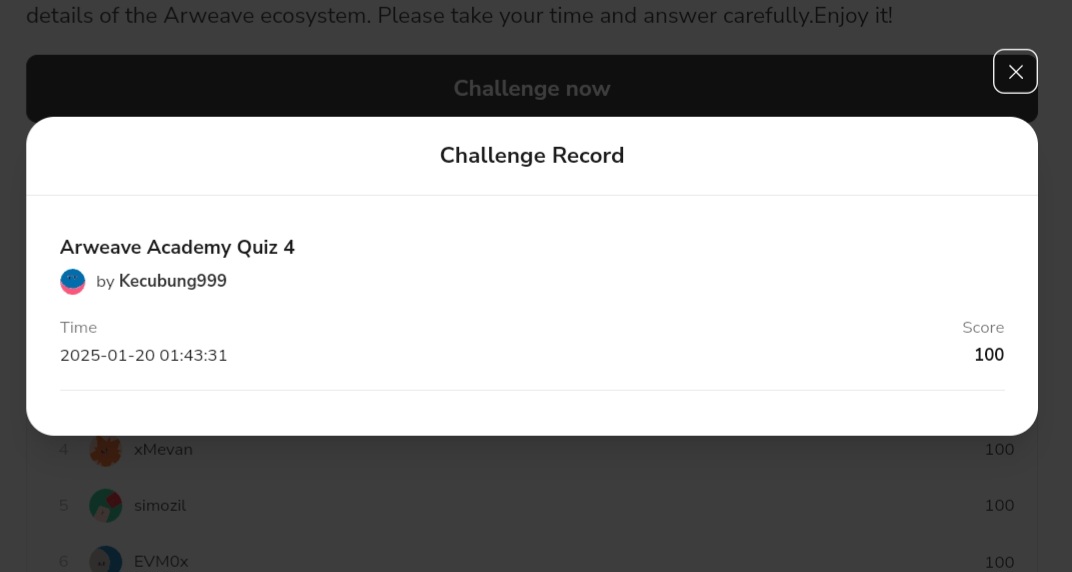 details of the Arweave ecosystem. Please take your time and answer carefully.Enjoy it!
Challenge now
Challenge Record
Arweave Academy Quiz 4
by Kecubung999
Time
Score
2025-01-20 01:43:31
100
4 xMevan 100
5 simozil 100
6 EVM0x 100